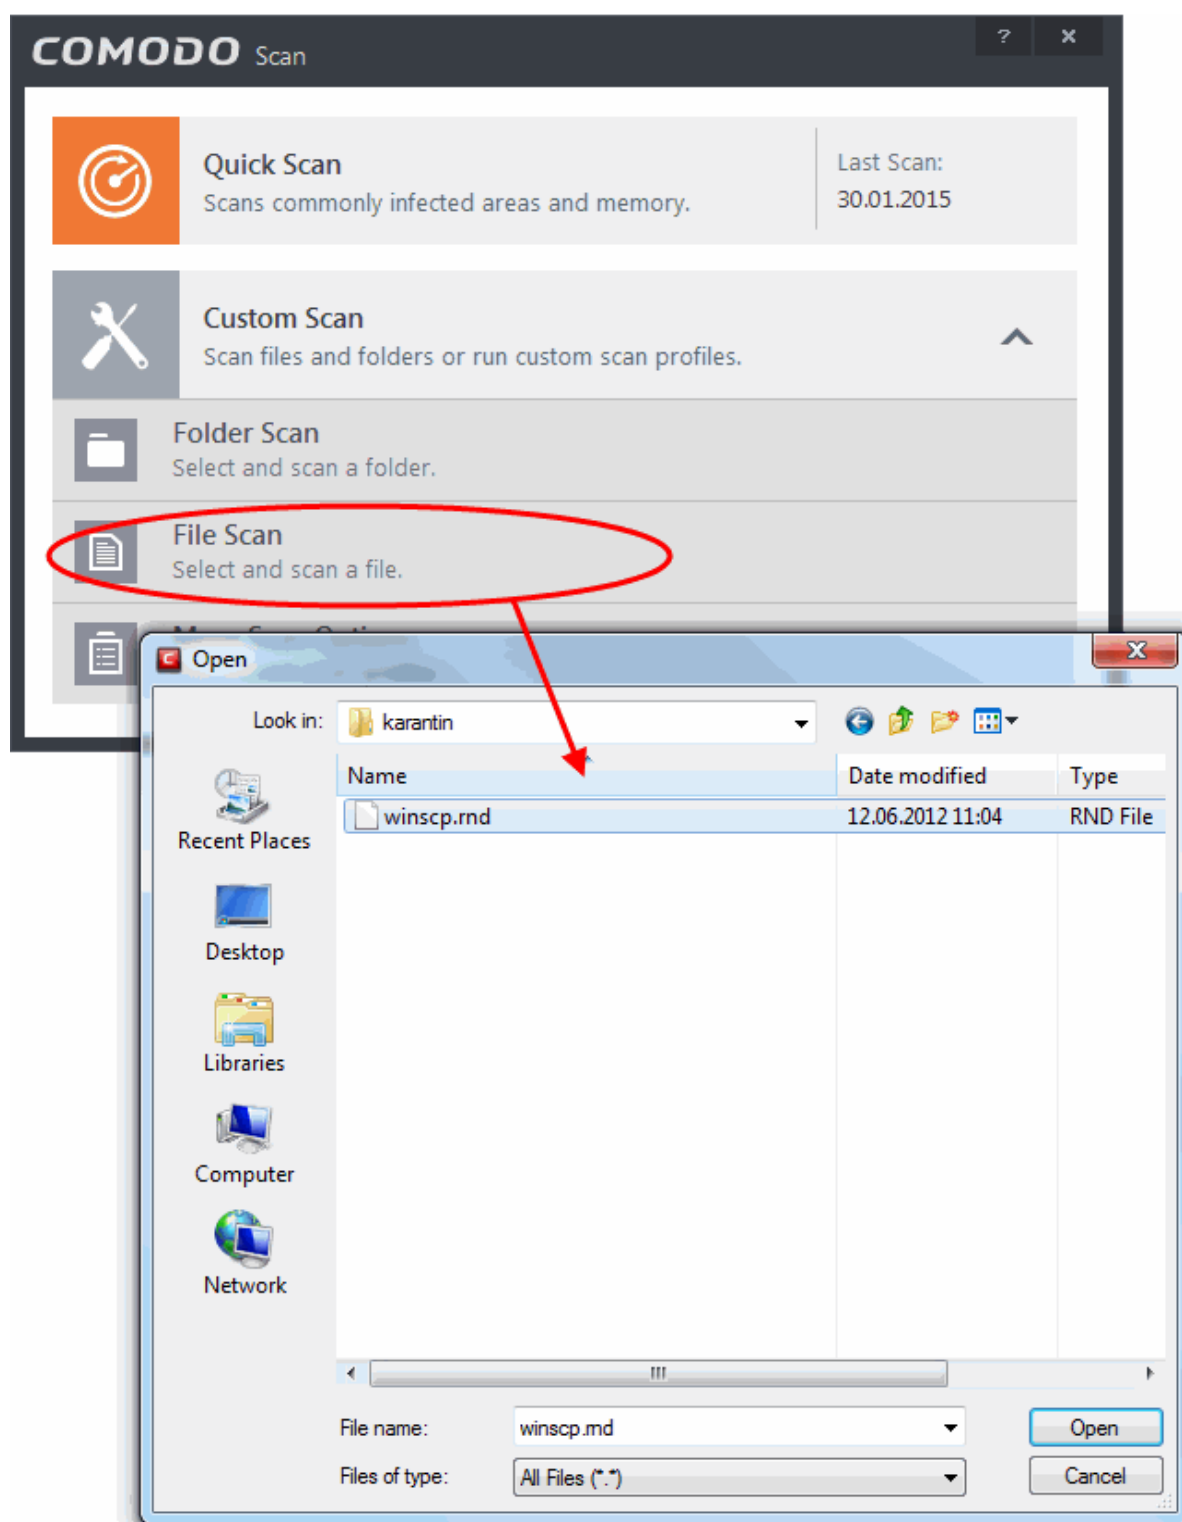 COMODO Scan
?
x
Quick Scan
Scans commonly infected areas and memory.
Last Scan:
30.01.2015
Custom Scan
Scan files and folders or run custom scan profiles.
Folder Scan
Select and scan a folder.
File Scan
Select and scan a file.
Open
Look in:
karantin
Name
Date modified
Type
winscp.rnd
12.06.2012 11:04
RND File
Recent Places
Desktop
Libraries
Computer
Network
File name:
winscp.rnd
Open
Files of type:
All Files (*.*)
Cancel